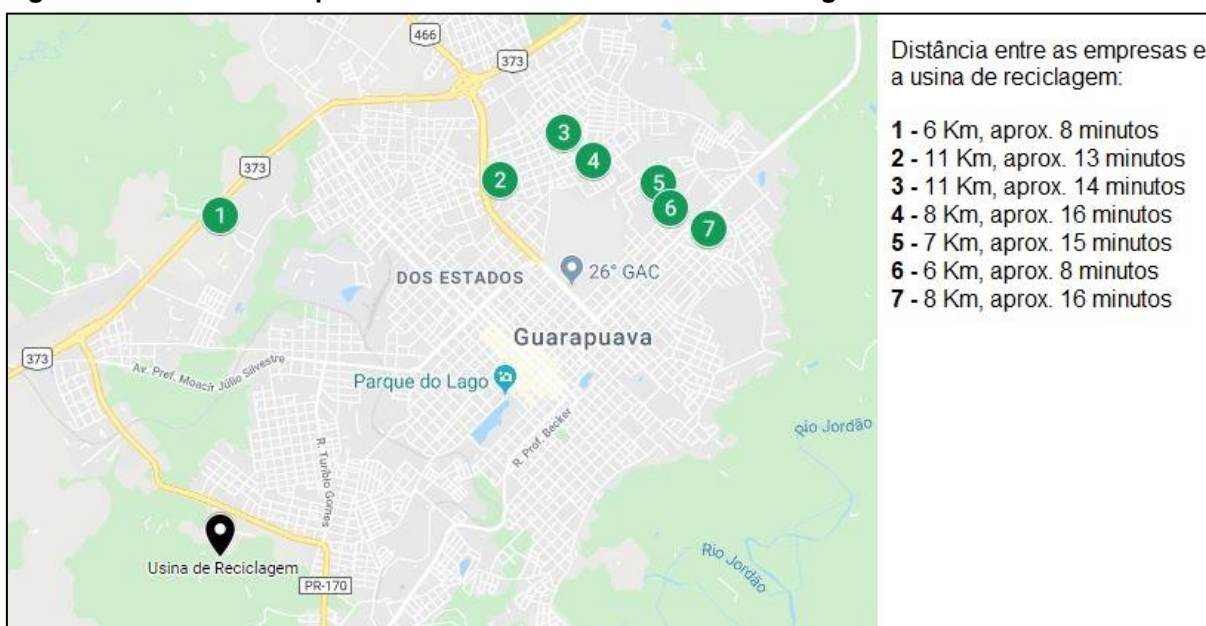 466
373
Distância entre as empresas e
a usina de reciclagem:
1 - 6 Km, aprox. 8 minutos
2 - 11 Km, aprox. 13 minutos
3 - 11 Km, aprox. 14 minutos
4 - 8 Km, aprox. 16 minutos
5 - 7 Km, aprox. 15 minutos
6 - 6 Km, aprox. 8 minutos
7 - 8 Km, aprox. 16 minutos
3
4
373
2
5
1
6
7
DOS ESTADOS
26° GAC
Guarapuava
373
Av. Pref. Moacir Júlio Silvestre
Parque do Lago
R. Prof. Becker
Rio Jordão
R. Turíbio Gomes
Usina de Reciclagem
Rio Jordão
PR-170